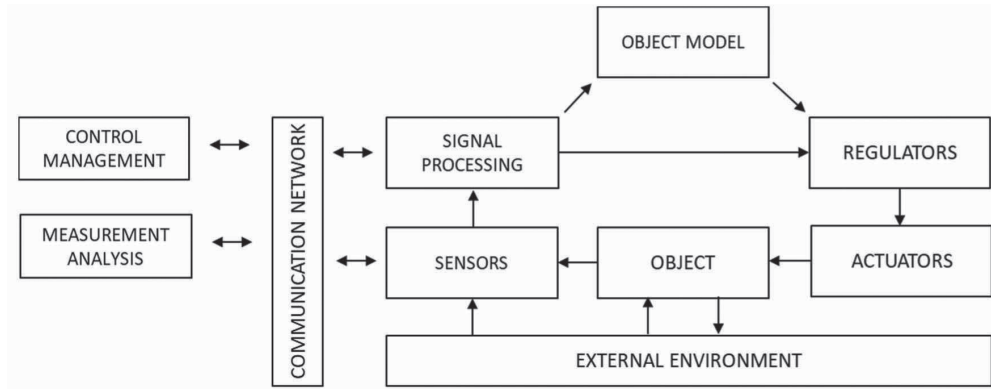 OBJECT MODEL
CONTROL
MANAGEMENT
COMMUNICATION NETWORK
SIGNAL
PROCESSING
REGULATORS
MEASUREMENT
ANALYSIS
SENSORS
OBJECT
ACTUATORS
EXTERNAL ENVIRONMENT